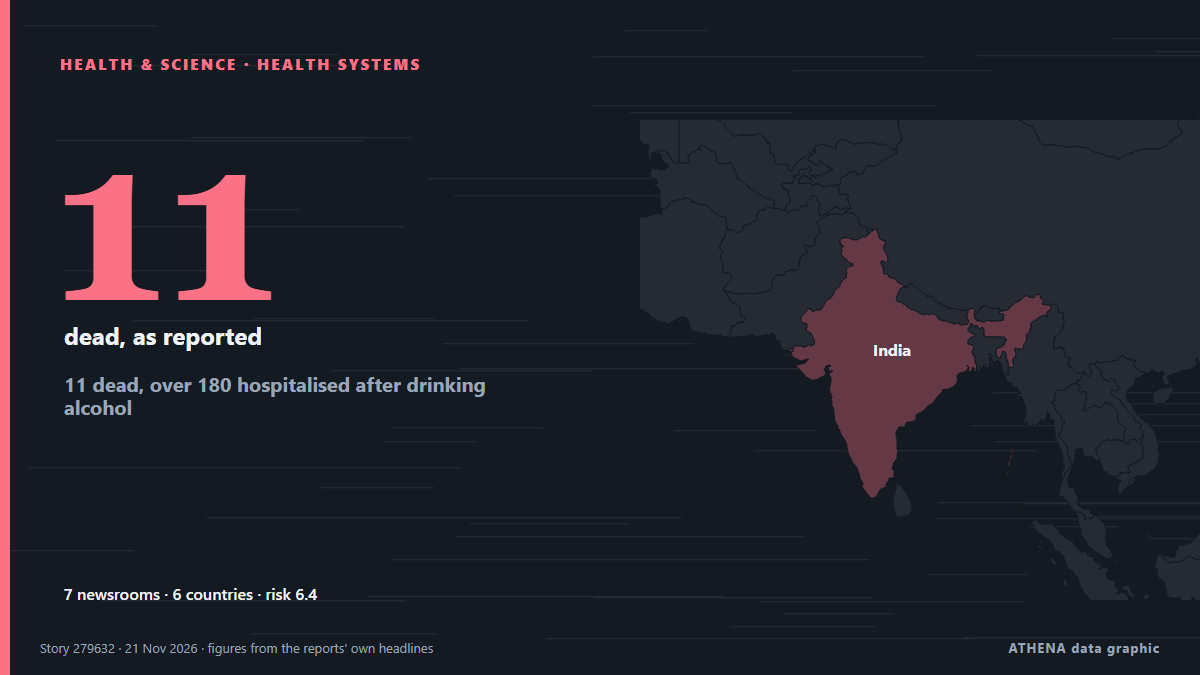 HEALTH & SCIENCE · HEALTH SYSTEMS
11
dead, as reported
11 dead, over 180 hospitalised after drinking
alcohol
India
7 newsrooms · 6 countries · risk 6.4
Story 279632 · 21 Nov 2026 · figures from the reports' own headlines
ATHENA data graphic